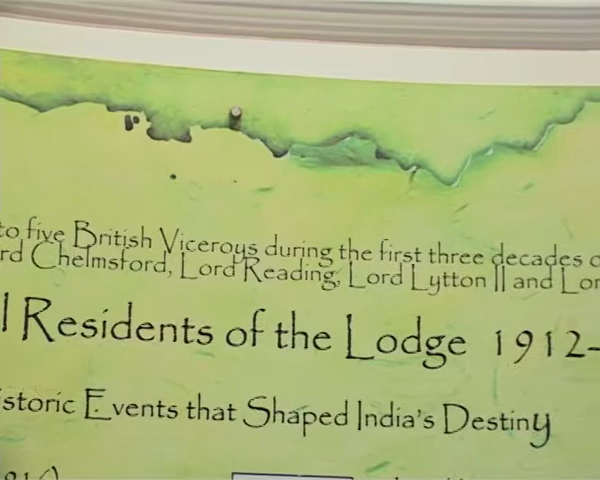 to five British Viceroys during the first three decades o
rd Chelmsford, Lord Reading, Lord Lytton II and Lor
l Residents of the Lodge 1912-
storic Events that Shaped India's Destiny